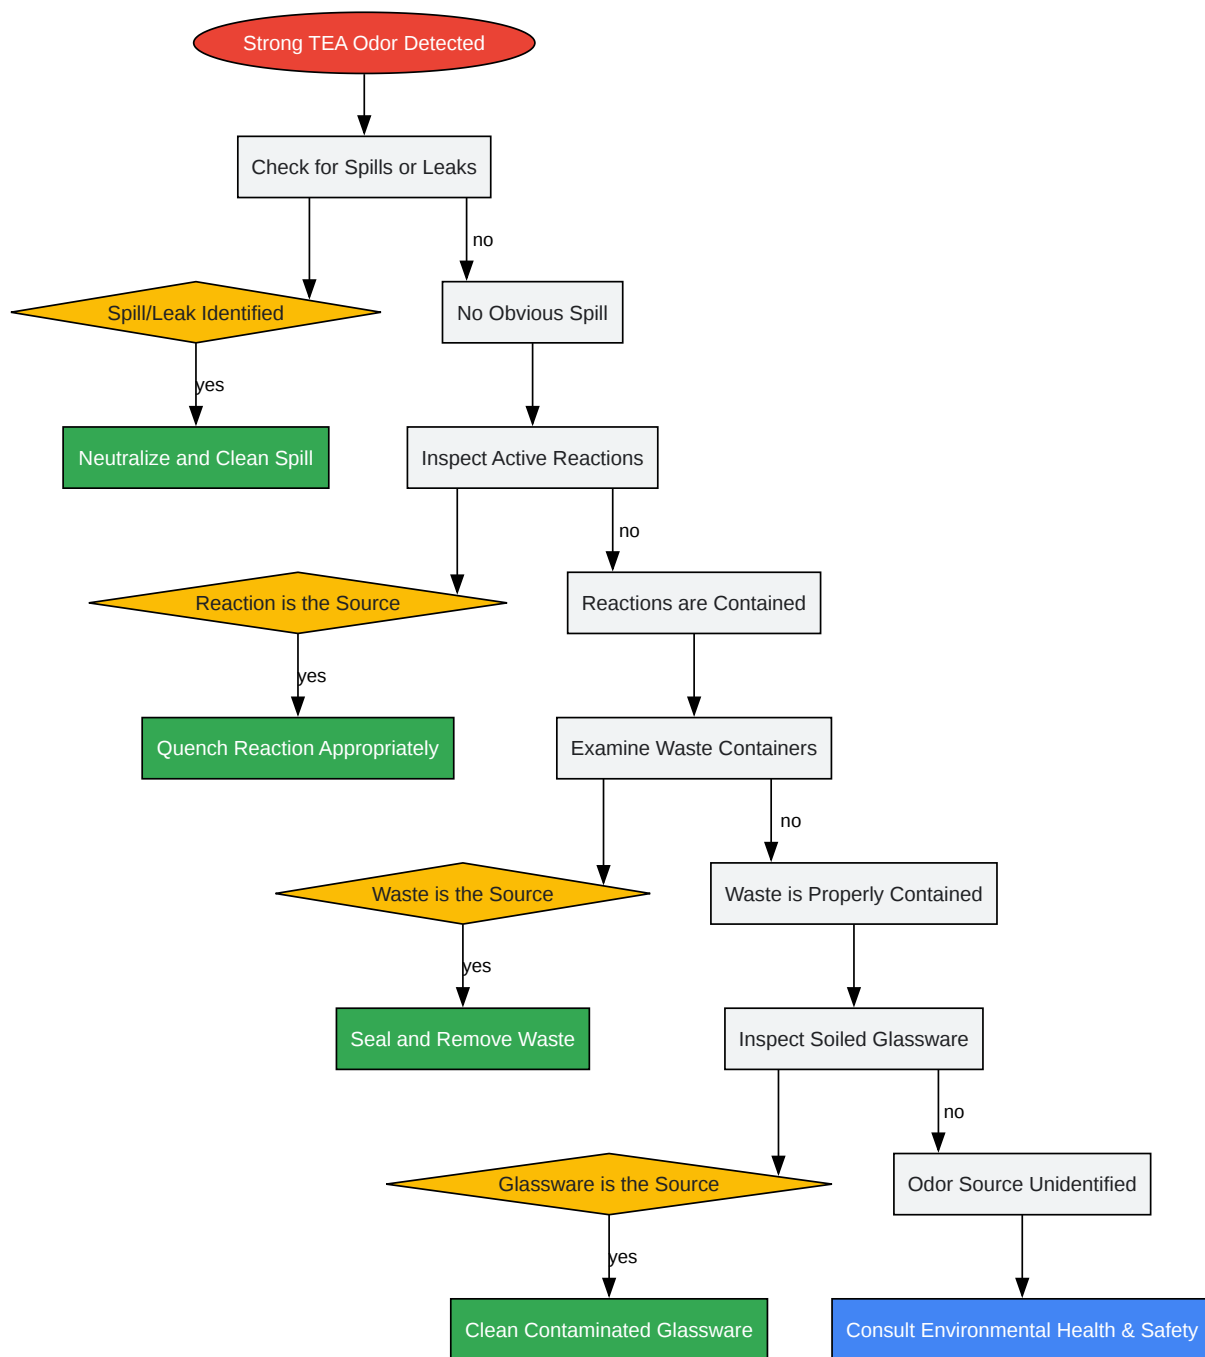 Strong TEA Odor Detected
Check for Spills or Leaks
no
Spill/Leak Identified
No Obvious Spill
yes
Neutralize and Clean Spill
Inspect Active Reactions
no
Reaction is the Source
Reactions are Contained
yes
Quench Reaction Appropriately
Examine Waste Containers
no
Waste is the Source
Waste is Properly Contained
yes
Seal and Remove Waste
Inspect Soiled Glassware
no
Glassware is the Source
Odor Source Unidentified
yes
Clean Contaminated Glassware
Consult Environmental Health & Safety